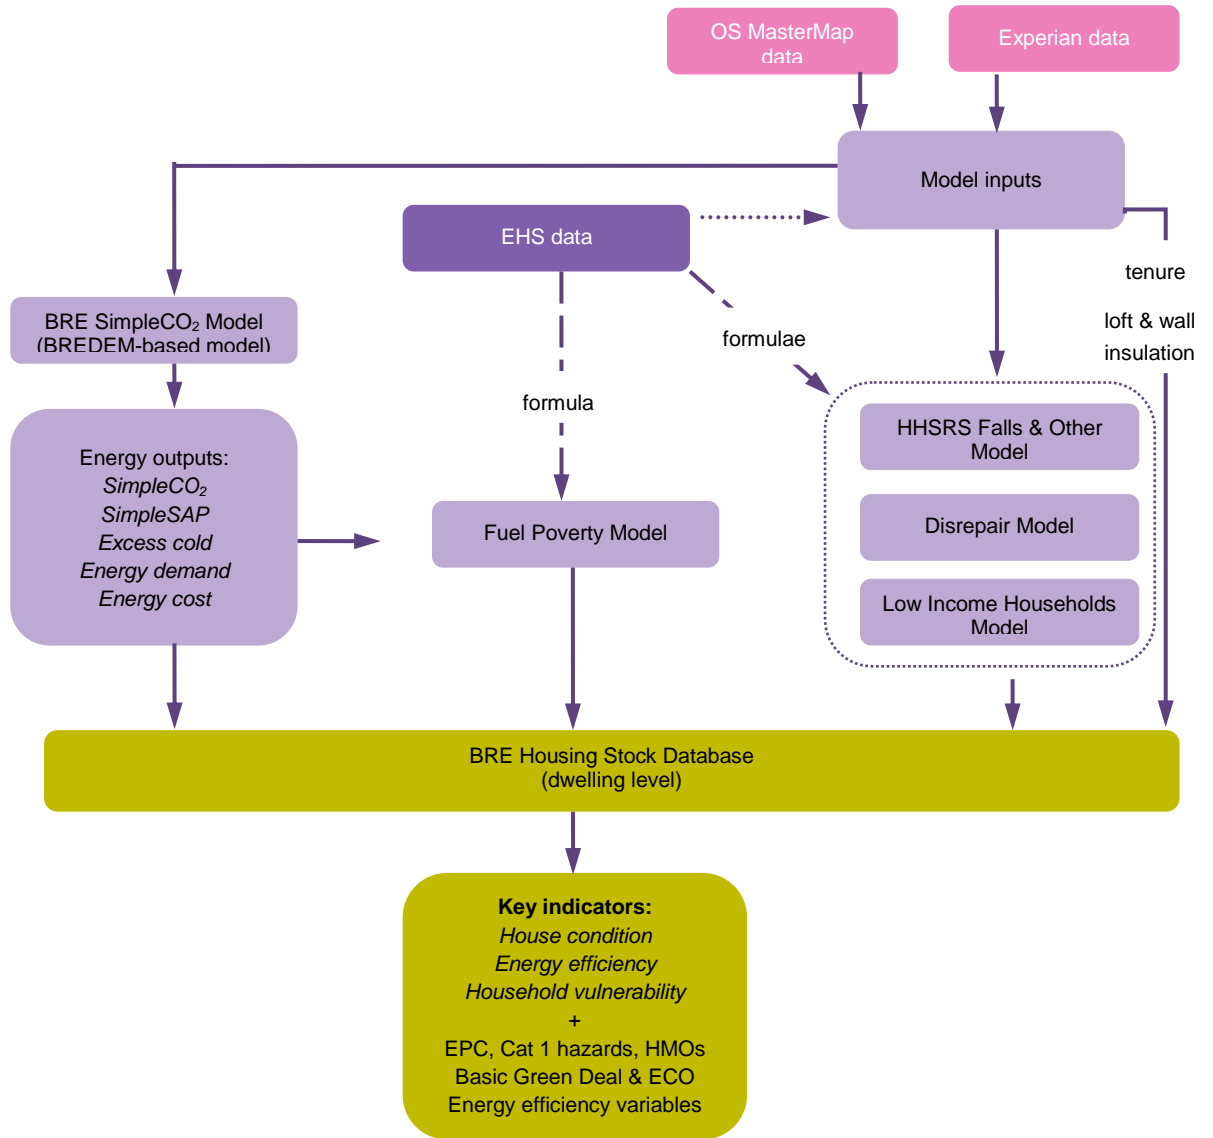 OS MasterMap
data
Experian data
Model inputs
EHS data
tenure
loft & wall
insulation
BRE SimpleCO₂ Model
(BREDEM-based model)
formulae
formula
HHSRS Falls & Other
Model
Energy outputs:
SimpleCO₂
SimpleSAP
Excess cold
Energy demand
Energy cost
Fuel Poverty Model
Disrepair Model
Low Income Households
Model
BRE Housing Stock Database
(dwelling level)
Key indicators:
House condition
Energy efficiency
Household vulnerability
+
EPC, Cat 1 hazards, HMOs
Basic Green Deal & ECO
Energy efficiency variables